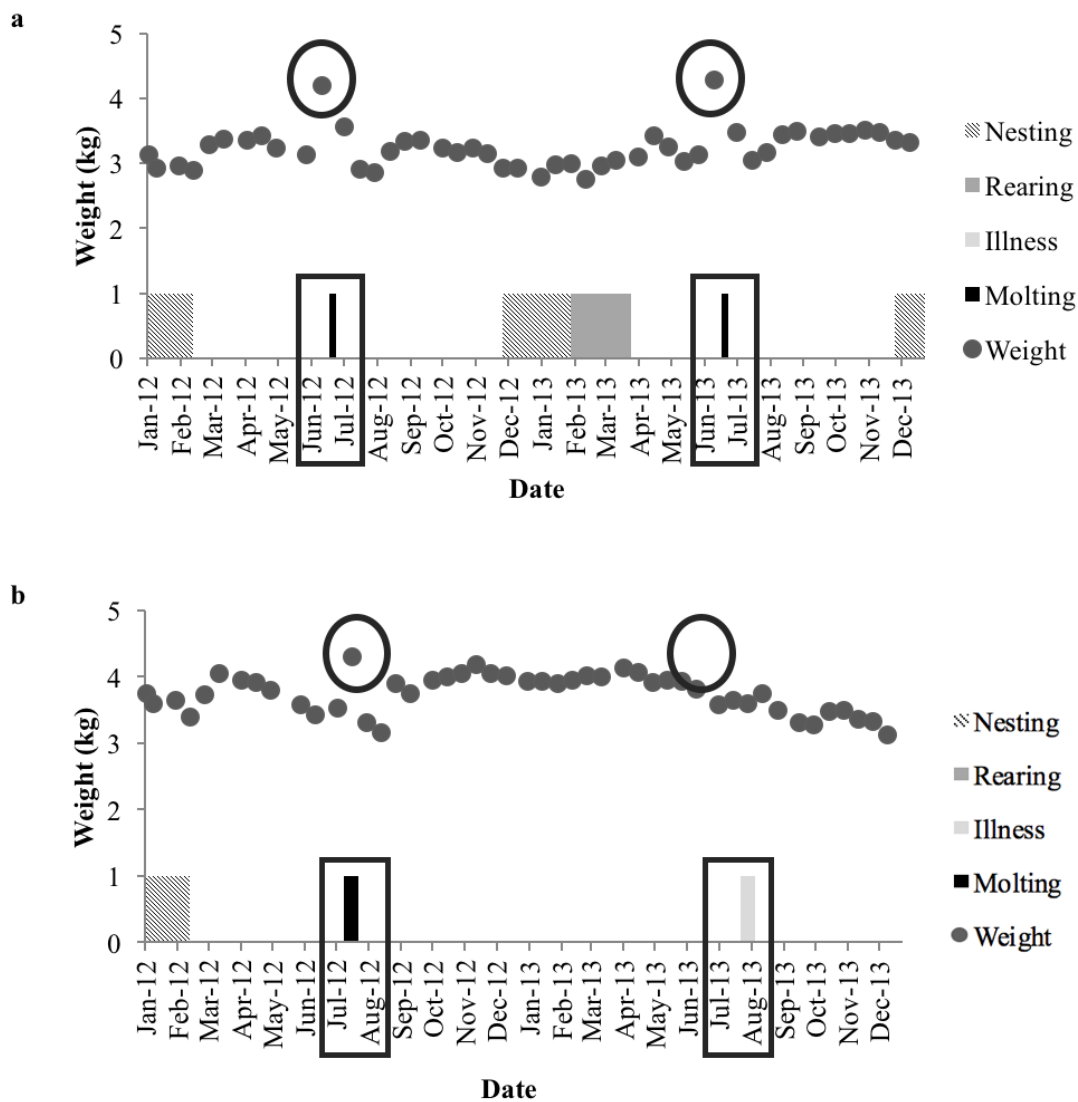 a
5
4
3
2
1
0
Weight (kg)
Jan-12
Feb-12
Mar-12
Apr-12
May-12
Jun-12
Jul-12
Aug-12
Sep-12
Oct-12
Nov-12
Dec-12
Jan-13
Feb-13
Mar-13
Apr-13
May-13
Jun-13
Jul-13
Aug-13
Sep-13
Oct-13
Nov-13
Dec-13
Date
Nesting
Rearing
Illness
Molting
Weight
b
5
4
3
2
1
0
Weight (kg)
Jan-12
Feb-12
Mar-12
Apr-12
May-12
Jun-12
Jul-12
Aug-12
Sep-12
Oct-12
Nov-12
Dec-12
Jan-13
Feb-13
Mar-13
Apr-13
May-13
Jun-13
Jul-13
Aug-13
Sep-13
Oct-13
Nov-13
Dec-13
Date
Nesting
Rearing
Illness
Molting
Weight